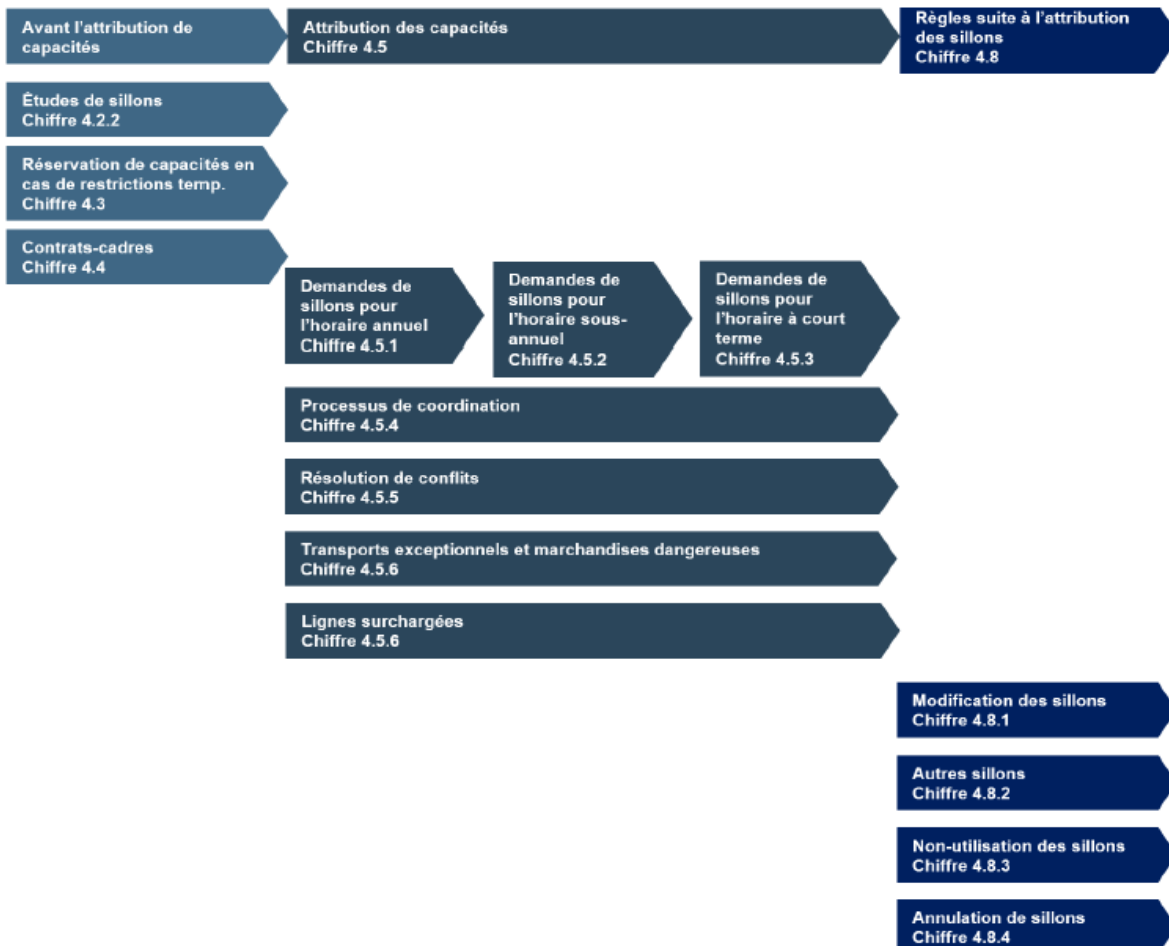 Avant l'attribution de
capacités
Attribution des capacités
Chiffre 4.5
Règles suite à l'attribution
des sillons
Chiffre 4.8
Études de sillons
Chiffre 4.2.2
Réservation de capacités en
cas de restrictions temp.
Chiffre 4.3
Contrats-cadres
Chiffre 4.4
Demandes de
sillons pour
l'horaire annuel
Chiffre 4.5.1
Demandes de
sillons pour
l'horaire sous-
annuel
Chiffre 4.5.2
Demandes de
sillons pour
l'horaire à court
terme
Chiffre 4.5.3
Processus de coordination
Chiffre 4.5.4
Résolution de conflits
Chiffre 4.5.5
Transports exceptionnels et marchandises dangereuses
Chiffre 4.5.6
Lignes surchargées
Chiffre 4.5.6
Modification des sillons
Chiffre 4.8.1
Autres sillons
Chiffre 4.8.2
Non-utilisation des sillons
Chiffre 4.8.3
Annulation de sillons
Chiffre 4.8.4